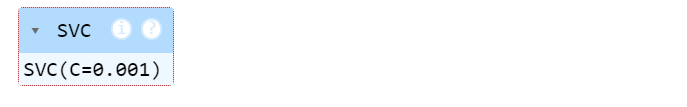 SVC i ?
SVC(C=0.001)